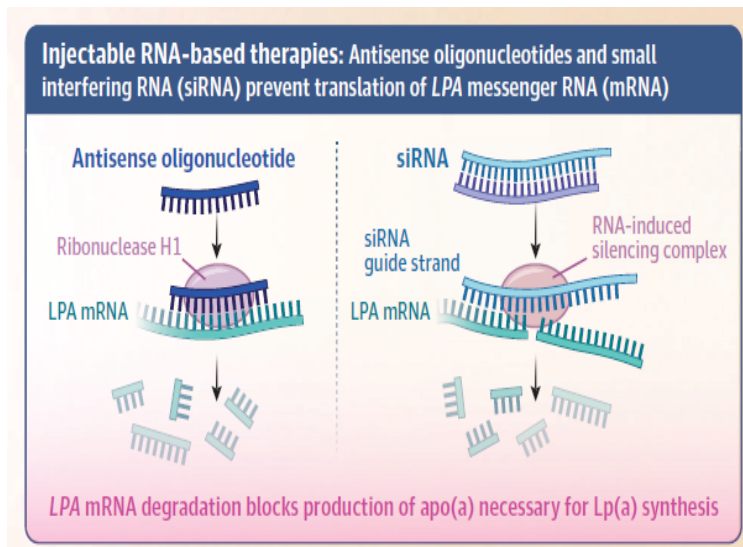 Injectable RNA-based therapies: Antisense oligonucleotides and small
interfering RNA (siRNA) prevent translation of LPA messenger RNA (mRNA)
Antisense oligonucleotide
Ribonuclease H1
LPA mRNA
siRNA
siRNA
guide strand
RNA-induced
silencing complex
LPA mRNA
LPA mRNA degradation blocks production of apo(a) necessary for Lp(a) synthesis